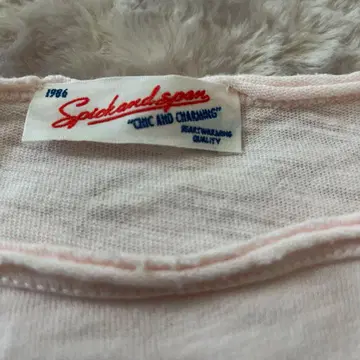 1986
Spick and span
"CHIC AND CHARMING"
HEARTWARMING
QUALITY